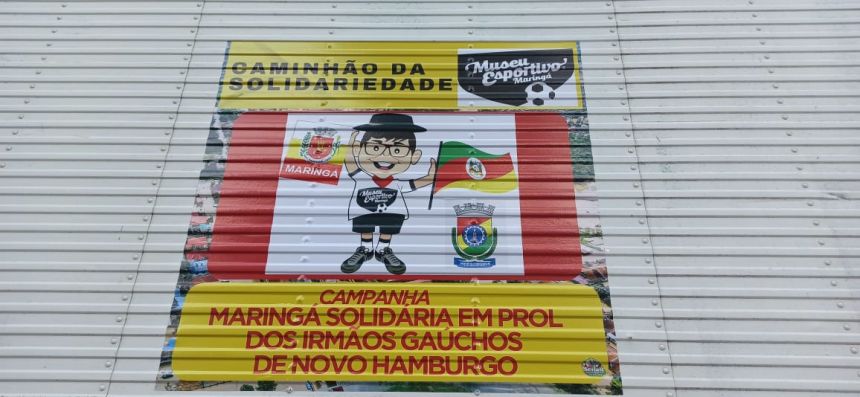 CAMINHÃO DA
SOLIDARIEDADE
Museu
Esportivo
Maringá
MARINGÁ
Museu
Esportivo
CAMPANHA
MARINGÁ SOLIDÁRIA EM PROL
DOS IRMÃOS GAÚCHOS
DE NOVO HAMBURGO